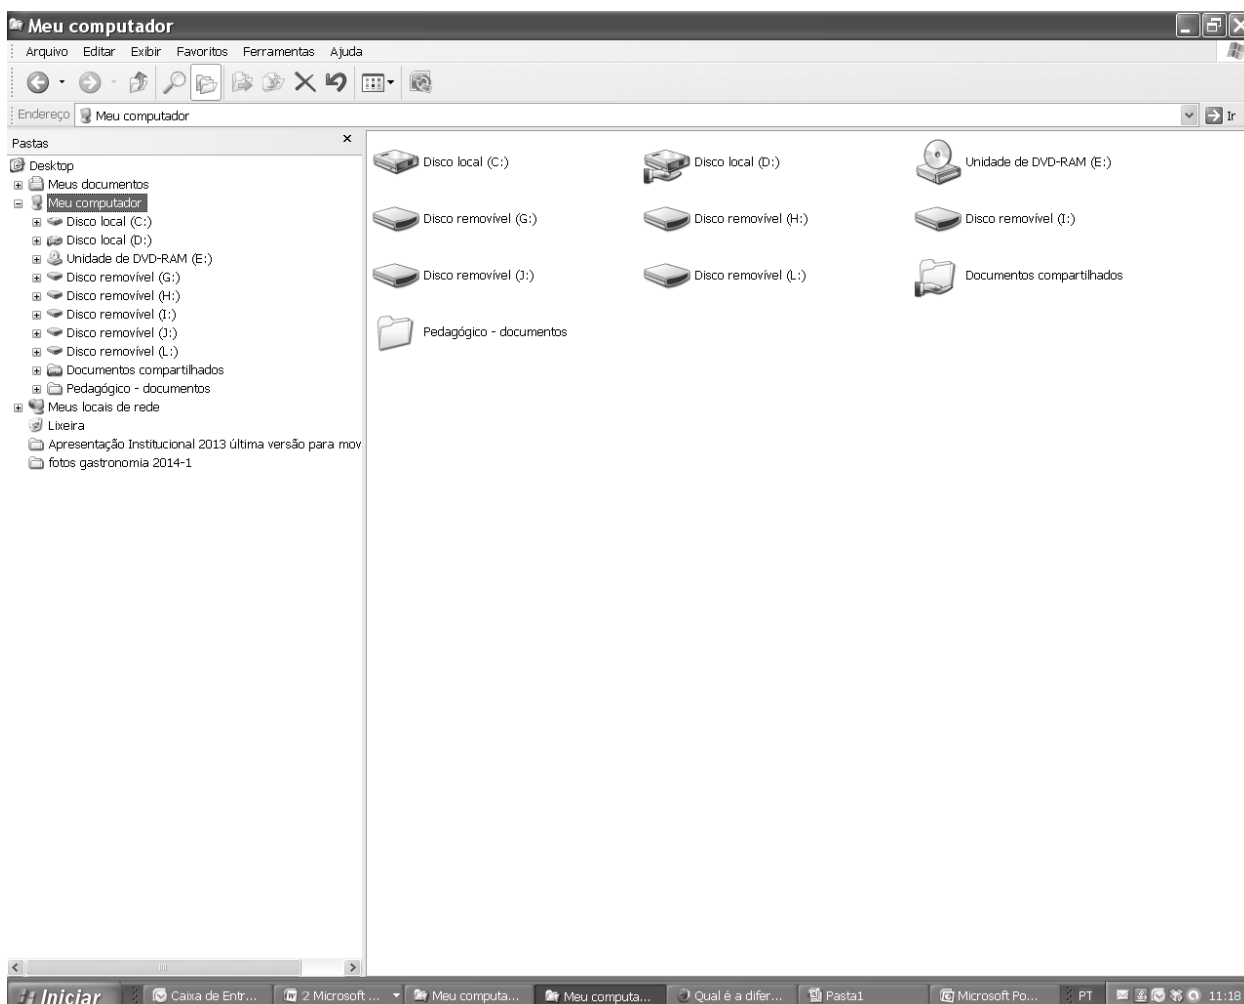 Meu computador
Arquivo Editar Exibir Favoritos Ferramentas Ajuda
Endereço Meu computador Ir
Pastas
Desktop
Meus documentos
Meu computador
Disco local (C:)
Disco local (D:)
Unidade de DVD-RAM (E:)
Disco removível (G:)
Disco removível (H:)
Disco removível (I:)
Disco removível (J:)
Disco removível (L:)
Documentos compartilhados
Pedagógico - documentos
Meus locais de rede
Lixeira
Apresentação Institucional 2013 última versão para mov
fotos gastronomia 2014-1
Disco local (C:) Disco local (D:) Unidade de DVD-RAM (E:)
Disco removível (G:) Disco removível (H:) Disco removível (I:)
Disco removível (J:) Disco removível (L:) Documentos compartilhados
Pedagógico - documentos
Iniciar Caixa de Entr... 2 Microsoft ... Meu computa... Meu computa... Qual é a difer... Pasta1 Microsoft Po... PT 11:18